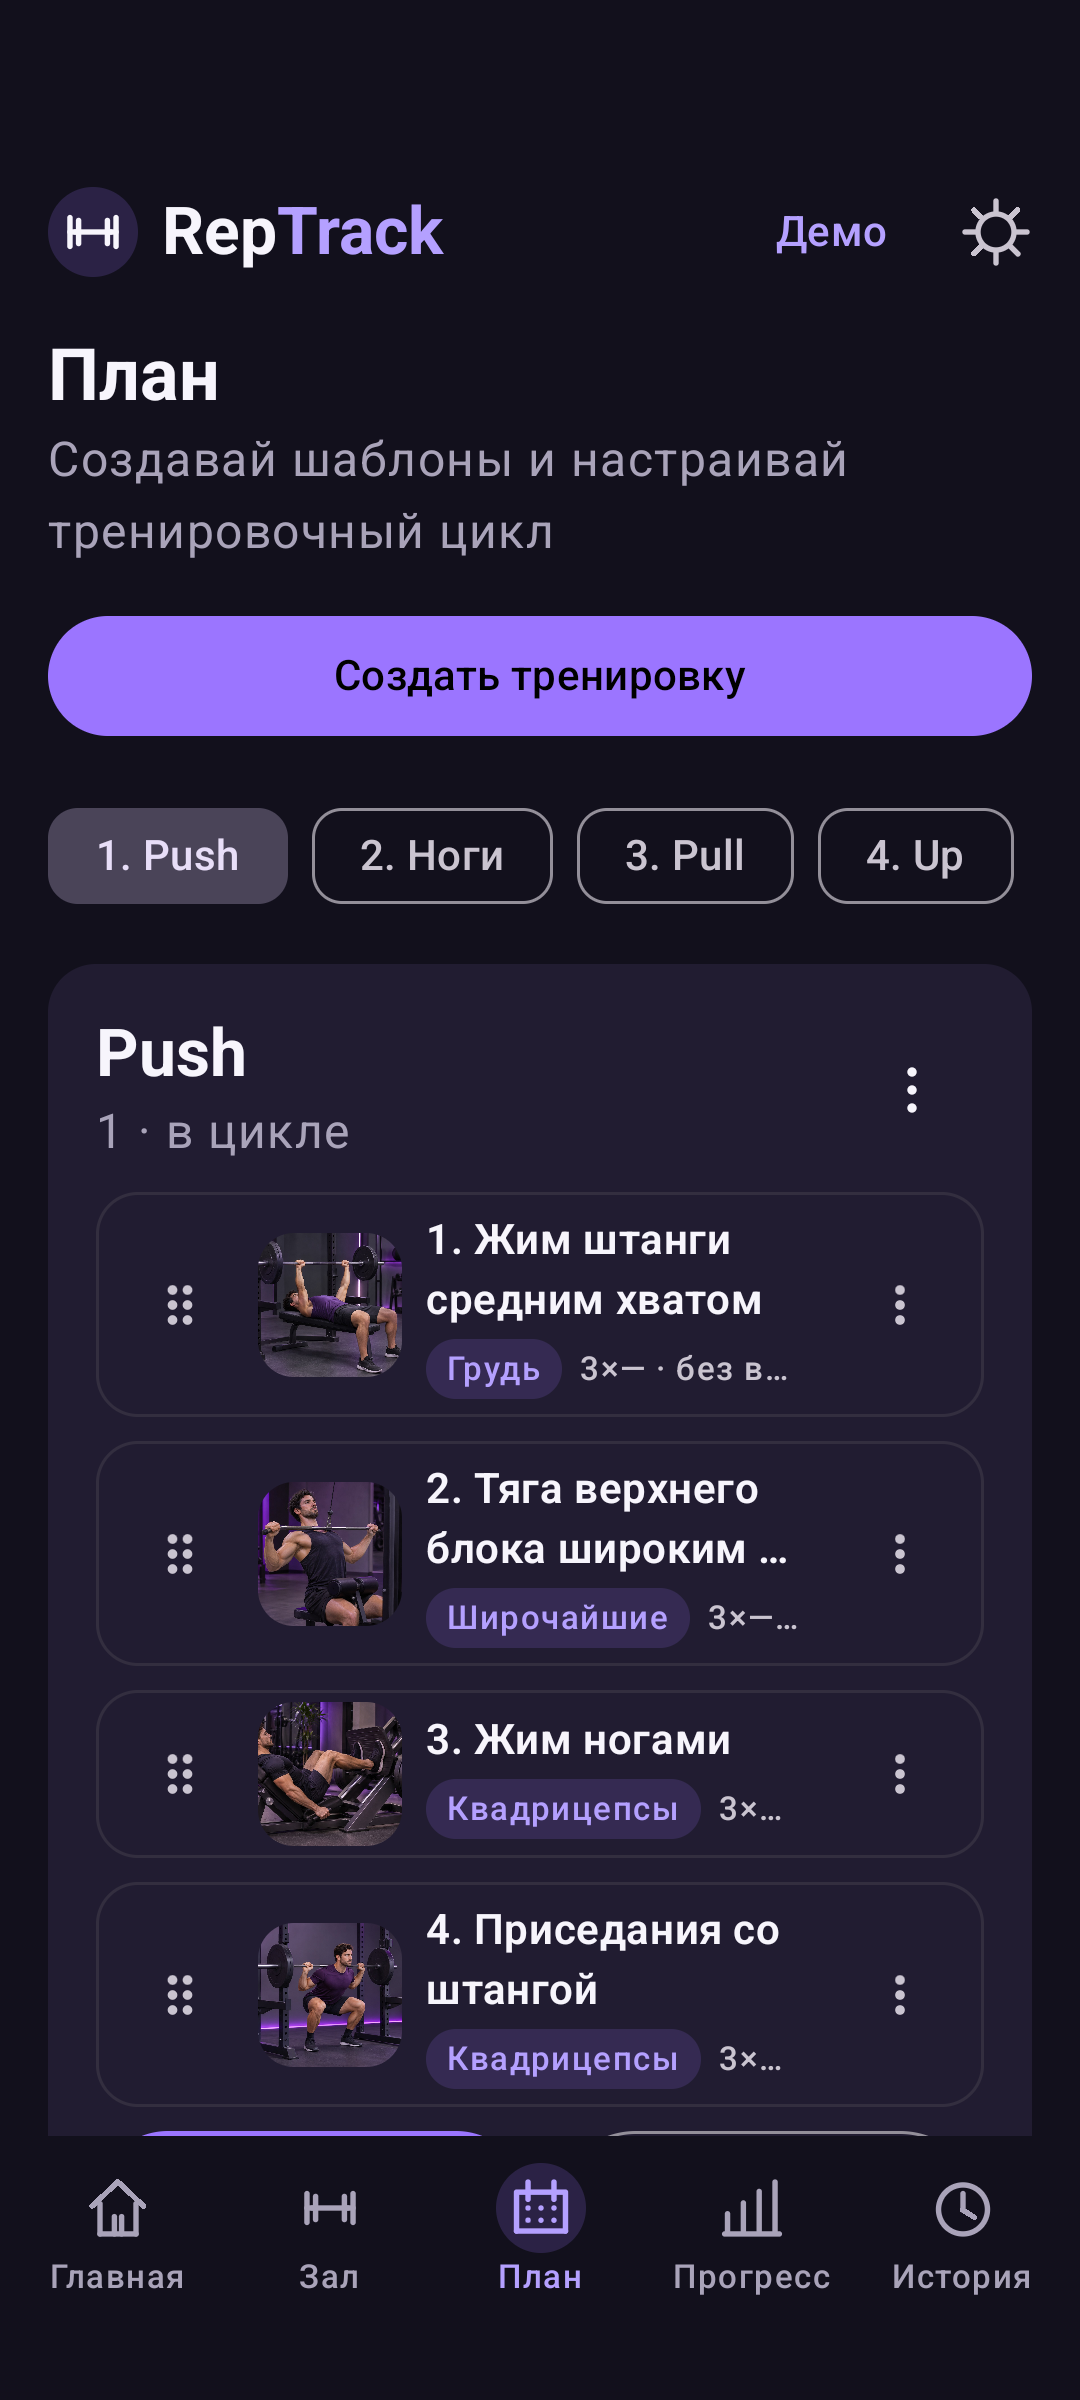 RepTrack
Демо
План
Создавай шаблоны и настраивай
тренировочный цикл
Создать тренировку
1. Push
2. Ноги
3. Pull
4. Up
Push
1 · в цикле
1. Жим штанги
средним хватом
Грудь 3×— · без в…
2. Тяга верхнего
блока широким …
Широчайшие 3×—…
3. Жим ногами
Квадрицепсы 3×…
4. Приседания со
штангой
Квадрицепсы 3×…
Главная
Зал
План
Прогресс
История